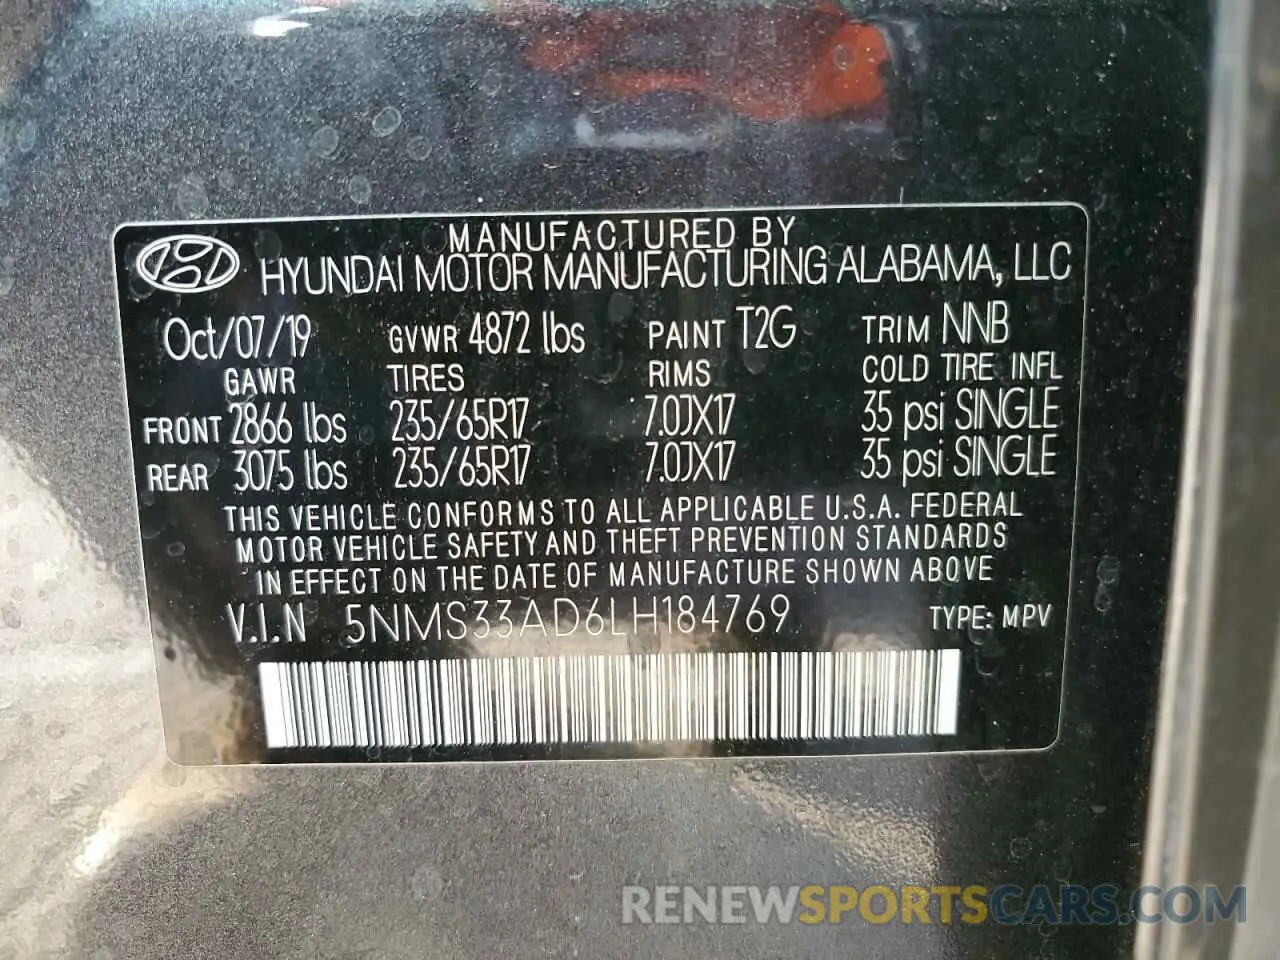 MANUFACTURED BY
HYUNDAI MOTOR MANUFACTURING ALABAMA, LLC
Oct/07/19 GVWR 4872 lbs PAINT T2G TRIM NNB
GAWR TIRES RIMS COLD TIRE INFL
FRONT 2866 lbs 235/65R17 7.0JX17 35 psi SINGLE
REAR 3075 lbs 235/65R17 7.0JX17 35 psi SINGLE
THIS VEHICLE CONFORMS TO ALL APPLICABLE U.S.A. FEDERAL
MOTOR VEHICLE SAFETY AND THEFT PREVENTION STANDARDS
IN EFFECT ON THE DATE OF MANUFACTURE SHOWN ABOVE
V.I.N 5NMS33AD6LH184769 TYPE: MPV
RENEWSPORTSCARS.COM